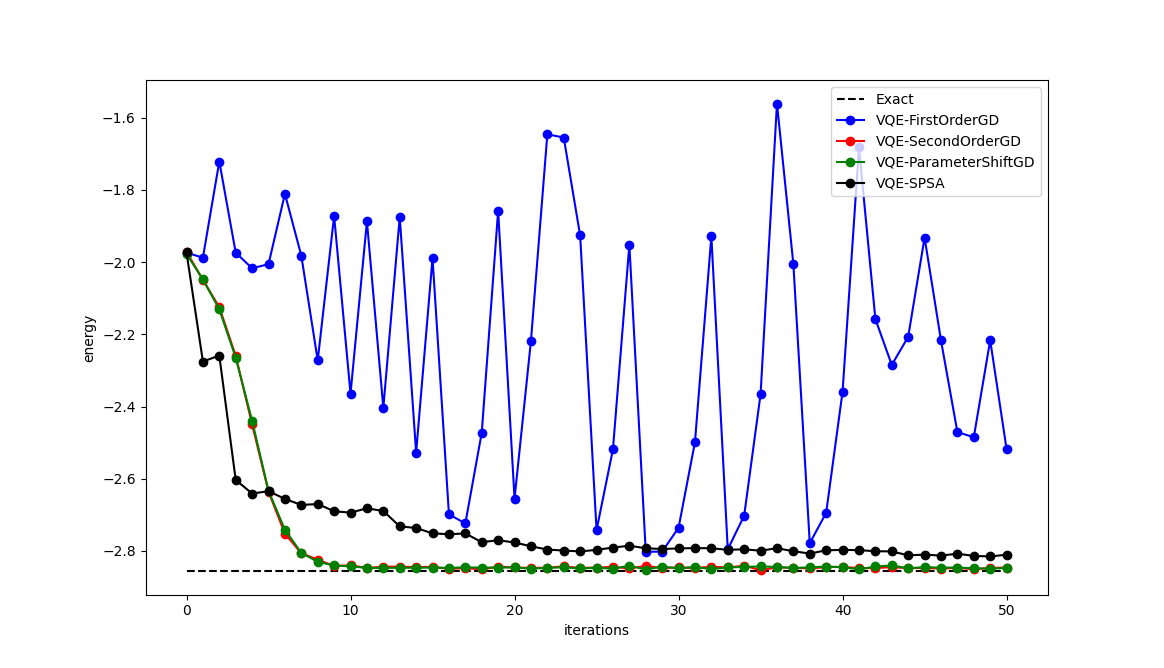 Exact
VQE-FirstOrderGD
VQE-SecondOrderGD
VQE-ParameterShiftGD
VQE-SPSA
−1.6
−1.8
−2.0
−2.2
−2.4
−2.6
−2.8
energy
0 10 20 30 40 50
iterations